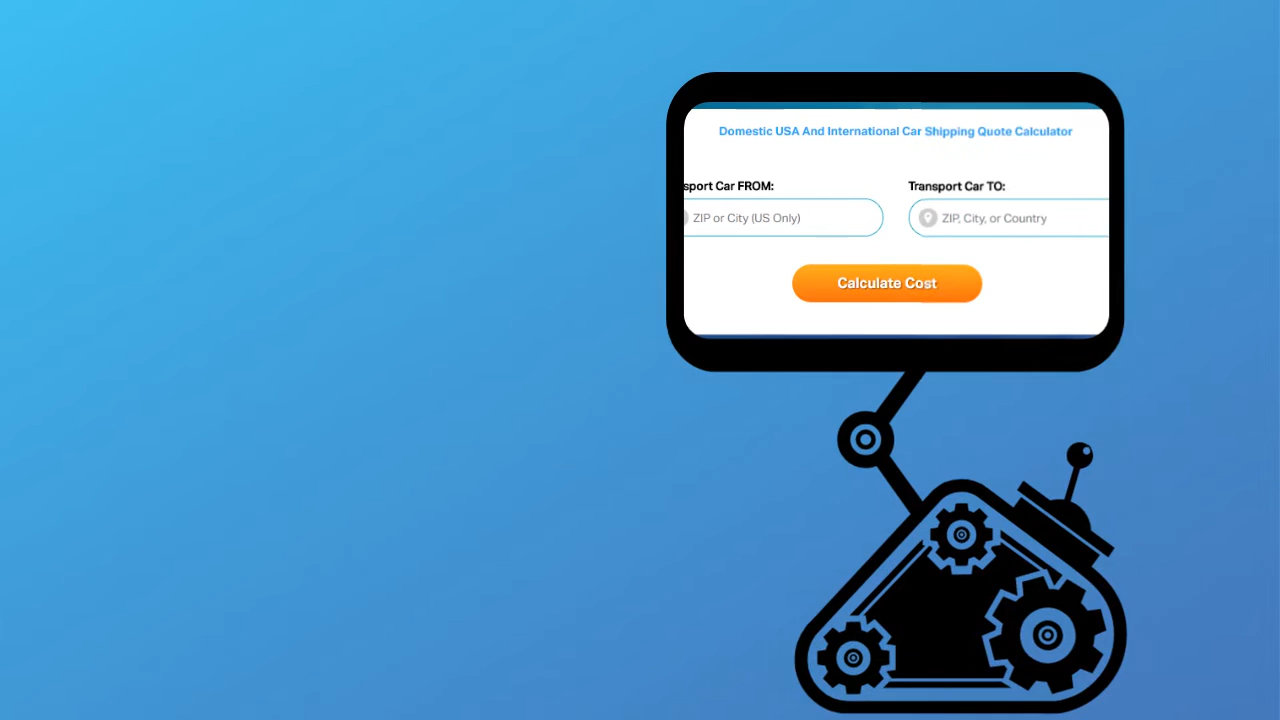 Domestic USA And International Car Shipping Quote Calculator
sport Car FROM:
Transport Car TO:
ZIP or City (US Only)
ZIP, City, or Country
Calculate Cost